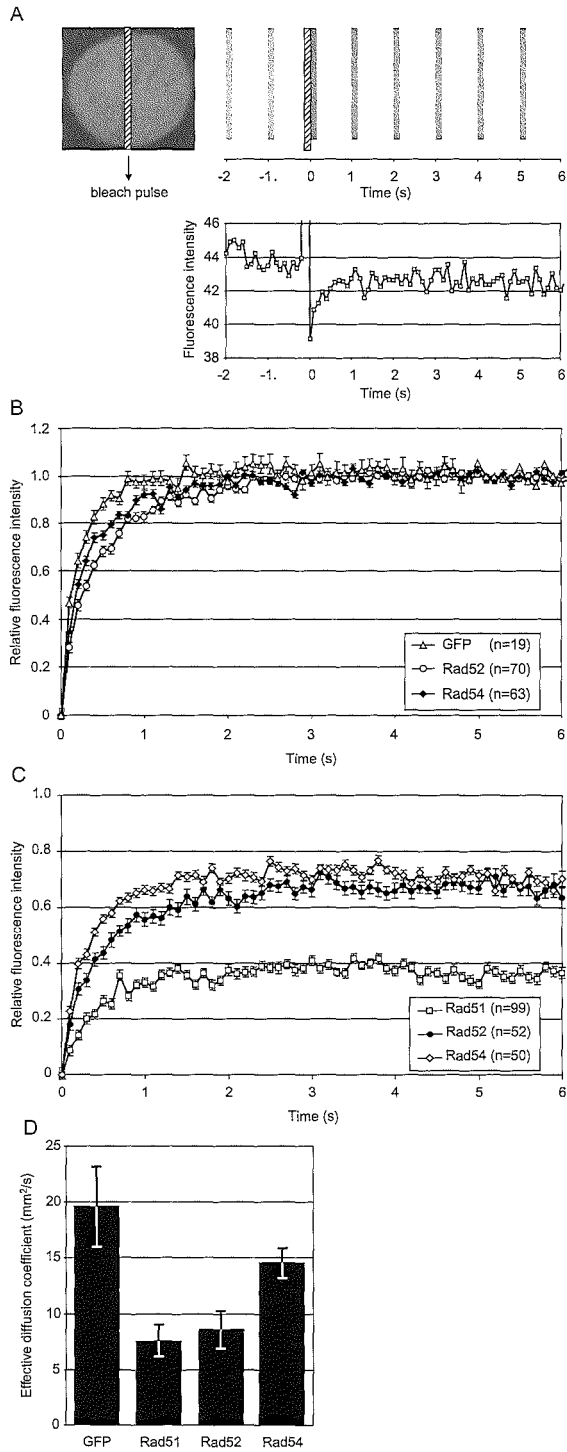 A
bleach pulse
-2 -1. 0 1 2 3 4 5 6
Time (s)
Fluorescence intensity
46
44
42
40
38
-2 -1. 0 1 2 3 4 5 6
Time (s)
B
Relative fluorescence intensity
1.2
1.0
0.8
0.6
0.4
0.2
0
GFP (n=19)
Rad52 (n=70)
Rad54 (n=63)
0 1 2 3 4 5 6
Time (s)
C
Relative fluorescence intensity
1.0
0.8
0.6
0.4
0.2
0
Rad51 (n=99)
Rad52 (n=52)
Rad54 (n=50)
0 1 2 3 4 5 6
Time (s)
D
Effective diffusion coefficient (mm²/s)
25
20
15
10
5
0
GFP Rad51 Rad52 Rad54